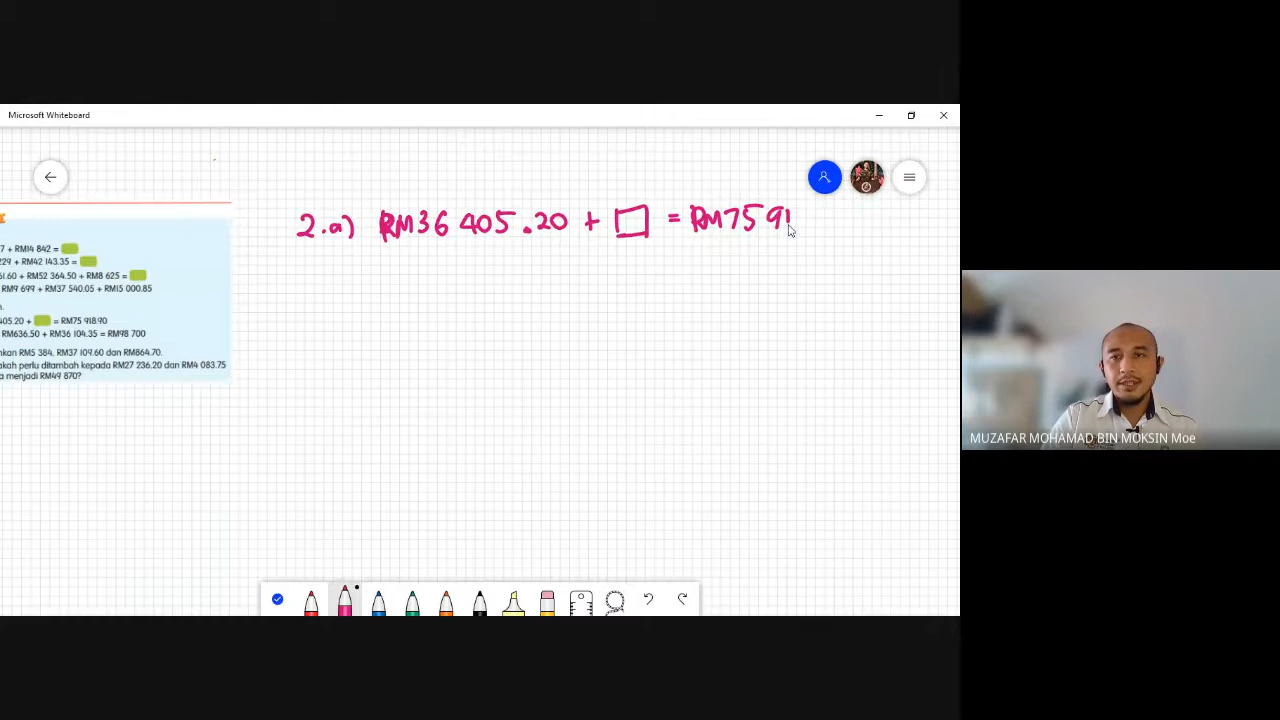 Microsoft Whiteboard
2.a) RM36 405.20 + □ = RM75 91
7 + RM14 842 =
229 + RM42 143.35 =
61.60 + RM52 364.50 + RM8 625 =
RM9 699 + RM37 540.05 + RM15 000.85
n.
405.20 + = RM75 918.90
RM636.50 + RM36 104.35 = RM98 700
hkan RM5 384, RM37 109.60 dan RM864.70.
akah perlu ditambah kepada RM27 236.20 dan RM4 083.75
a menjadi RM49 870?
MUZAFAR MOHAMAD BIN MOKSIN Moe